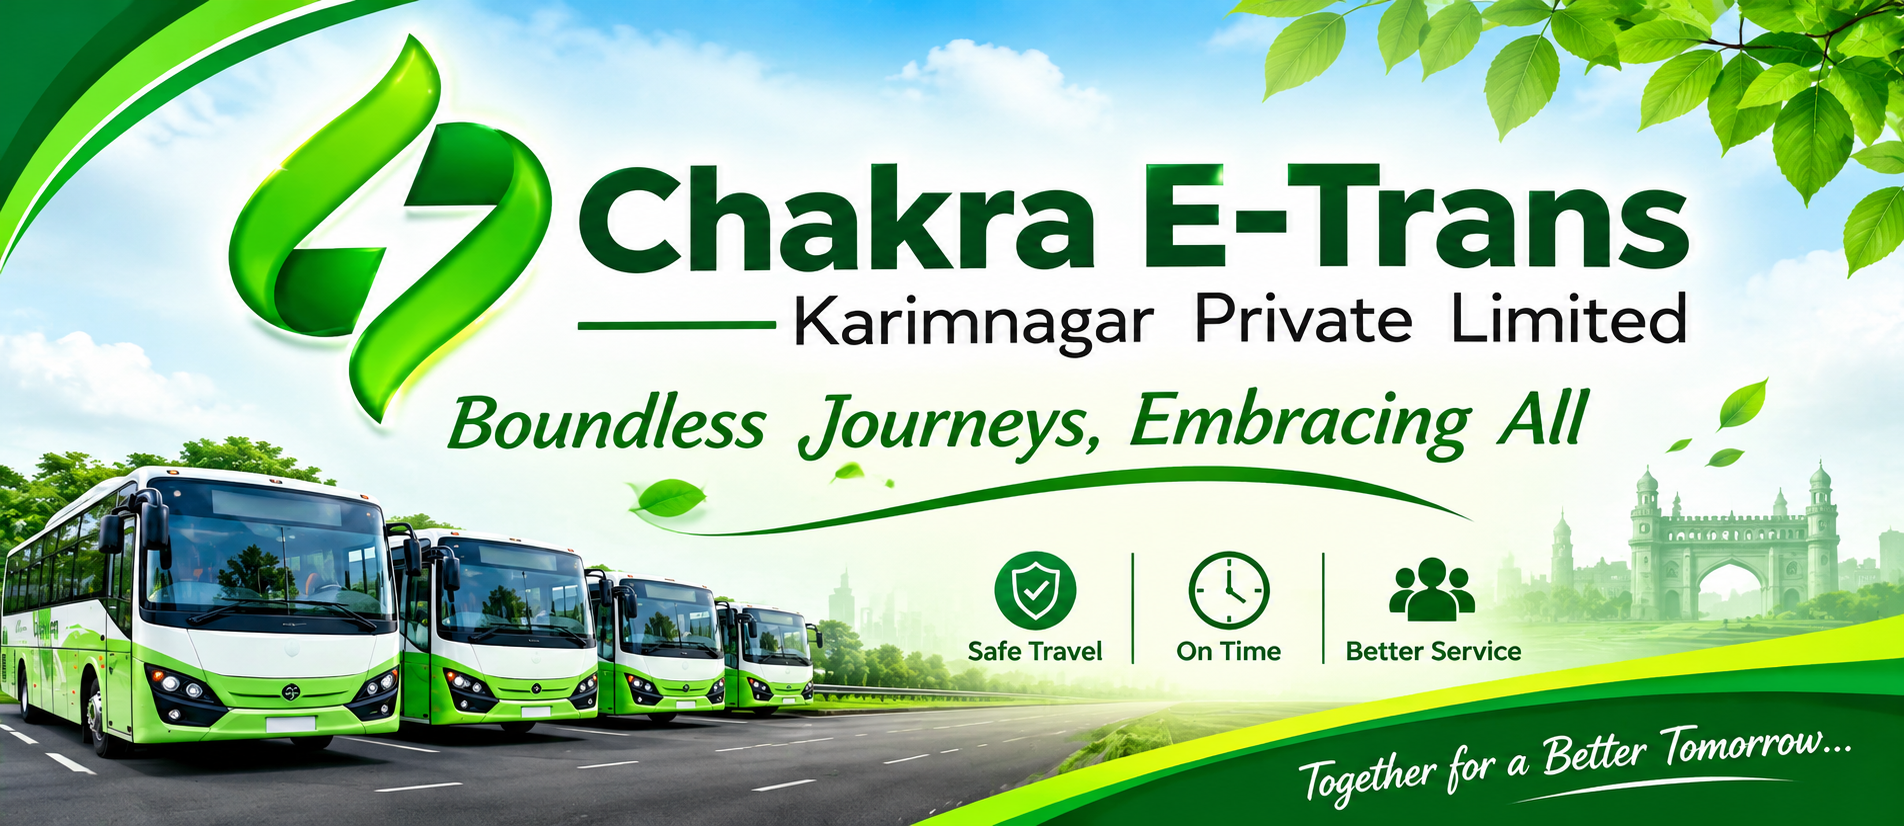 Chakra E-Trans
Karimnagar Private Limited
Boundless Journeys, Embracing All
Safe Travel
On Time
Better Service
Together for a Better Tomorrow...